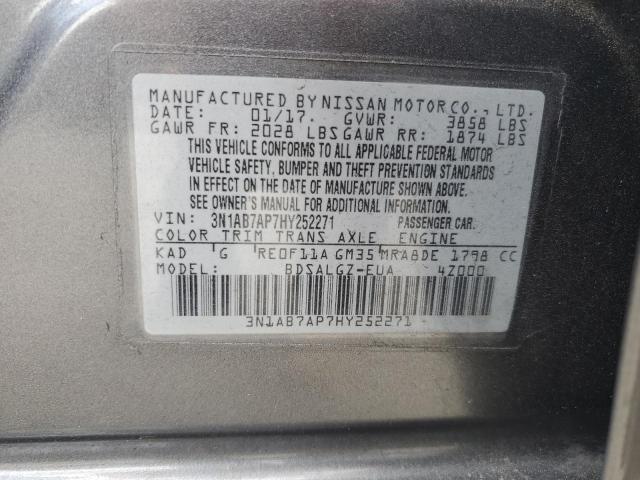 MANUFACTURED BY NISSAN MOTOR CO., LTD.
DATE: 01/17. GVWR: 3858 LBS
GAWR FR: 2028 LBS GAWR RR: 1874 LBS
THIS VEHICLE CONFORMS TO ALL APPLICABLE FEDERAL MOTOR
VEHICLE SAFETY, BUMPER AND THEFT PREVENTION STANDARDS
IN EFFECT ON THE DATE OF MANUFACTURE SHOWN ABOVE.
SEE OWNER'S MANUAL FOR ADDITIONAL INFORMATION.
VIN: 3N1AB7AP7HY252271 PASSENGER CAR.
COLOR TRIM TRANS AXLE ENGINE
KAD G RE0F11A GM35 MRA8DE 1798 CC
MODEL: BDSALGZ-EUA 4Z000
3N1AB7AP7HY252271